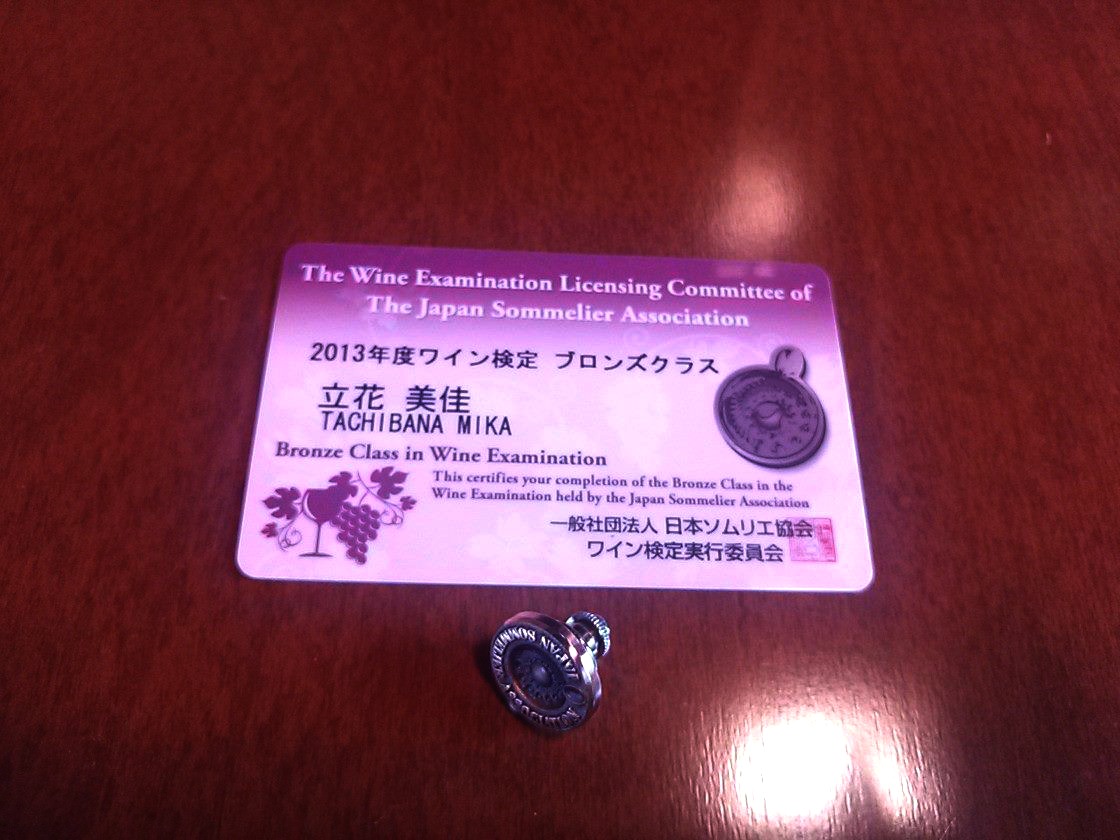 The Wine Examination Licensing Committee of
The Japan Sommelier Association
2013年度ワイン検定 ブロンズクラス
立花 美佳
TACHIBANA MIKA
Bronze Class in Wine Examination
This certifies your completion of the Bronze Class in the
Wine Examination held by the Japan Sommelier Association
一般社団法人 日本ソムリエ協会
ワイン検定実行委員会
JAPAN SOMMELIER ASSOCIATION